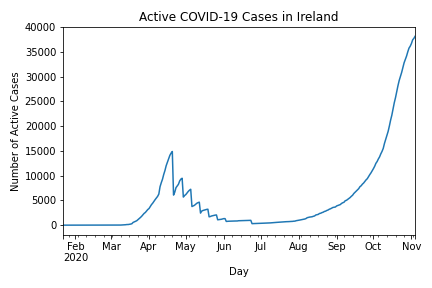 Active COVID-19 Cases in Ireland
Number of Active Cases
40000
35000
30000
25000
20000
15000
10000
5000
0
Feb Mar Apr May Jun Jul Aug Sep Oct Nov
2020
Day